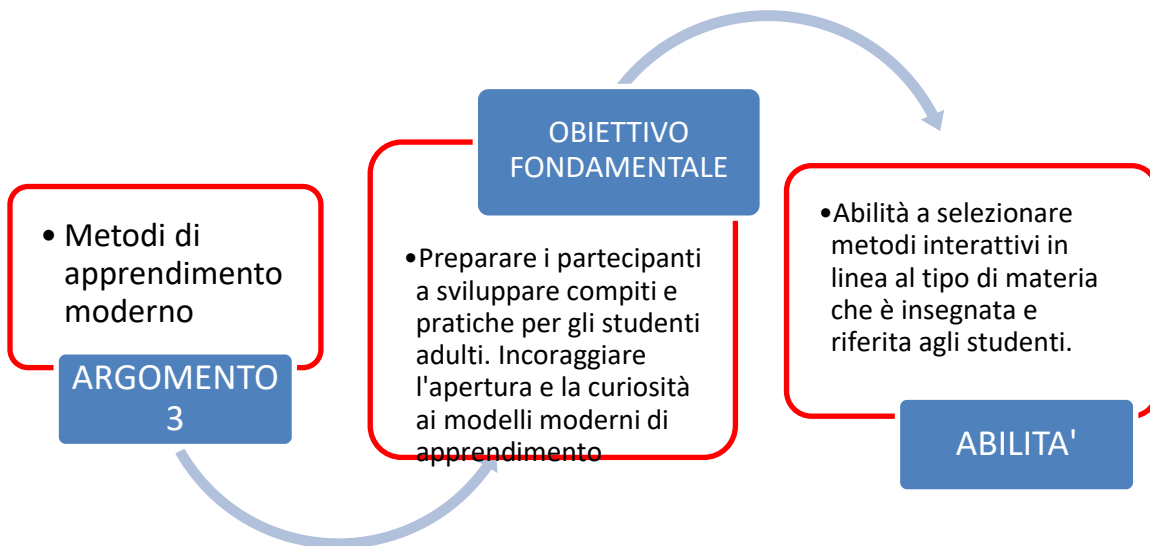 • Metodi di
apprendimento
moderno
ARGOMENTO
3
OBIETTIVO
FONDAMENTALE
•Preparare i partecipanti
a sviluppare compiti e
pratiche per gli studenti
adulti. Incoraggiare
l'apertura e la curiosità
ai modelli moderni di
apprendimento
•Abilità a selezionare
metodi interattivi in
linea al tipo di materia
che è insegnata e
riferita agli studenti.
ABILITA'